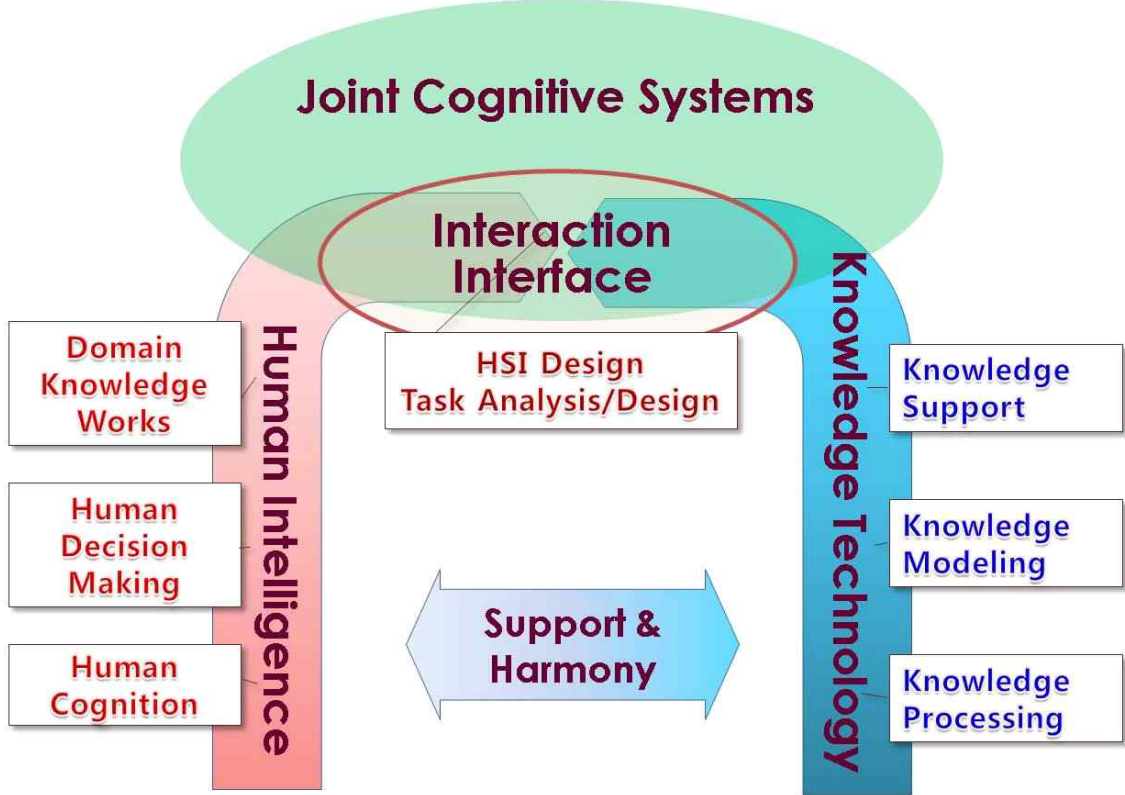 Joint Cognitive Systems
Interaction
Interface
HSI Design
Task Analysis/Design
Human Intelligence
Domain
Knowledge
Works
Human
Decision
Making
Human
Cognition
Support &
Harmony
Knowledge Technology
Knowledge
Support
Knowledge
Modeling
Knowledge
Processing